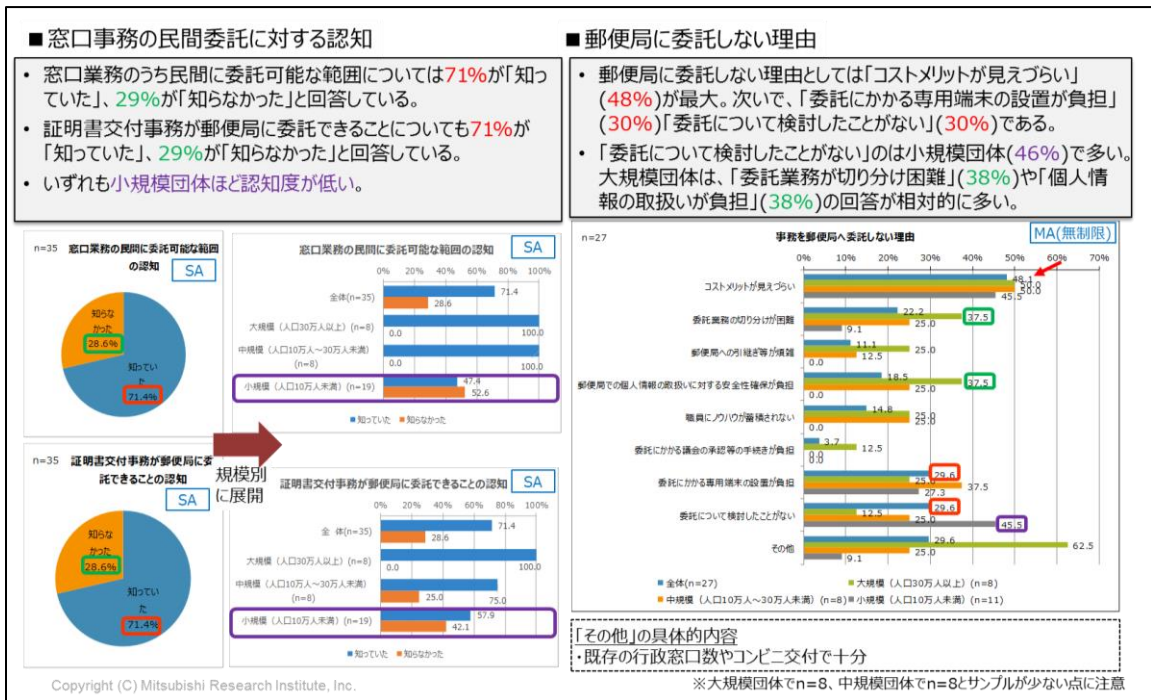 ■窓口事務の民間委託に対する認知
• 窓口業務のうち民間に委託可能な範囲については71%が「知っ
ていた」、29%が「知らなかった」と回答している。
• 証明書交付事務が郵便局に委託できることについても71%が
「知っていた」、29%が「知らなかった」と回答している。
• いずれも小規模団体ほど認知度が低い。
n=35 窓口業務の民間に委託可能な範囲
の認知
SA
知らな
かった
28.6%
知ってい
た
71.4%
窓口業務の民間に委託可能な範囲の認知
SA
0% 20% 40% 60% 80% 100%
全体(n=35)
71.4
28.6
大規模（人口30万人以上）(n=8)
100.0
0.0
中規模（人口10万人～30万人未満）
(n=8)
100.0
0.0
小規模（人口10万人未満）(n=19)
47.4
52.6
■知っていた ■知らなかった
規模別
に展開
n=35 証明書交付事務が郵便局に委
託できることの認知
SA
知らな
かった
28.6%
知ってい
た
71.4%
証明書交付事務が郵便局に委託できることの認知
SA
0% 20% 40% 60% 80% 100%
全 体(n=35)
71.4
28.6
大規模（人口30万人以上）(n=8)
100.0
0.0
中規模（人口10万人～30万人未満）
(n=8)
75.0
25.0
小規模（人口10万人未満）(n=19)
57.9
42.1
■知っていた ■知らなかった
■郵便局に委託しない理由
• 郵便局に委託しない理由としては「コストメリットが見えづらい」
(48%)が最大。次いで、「委託にかかる専用端末の設置が負担」
(30%)「委託について検討したことがない」(30%)である。
• 「委託について検討したことがない」のは小規模団体(46%)で多い。
大規模団体は、「委託業務が切り分け困難」(38%)や「個人情
報の取扱いが負担」(38%)の回答が相対的に多い。
n=27
事務を郵便局へ委託しない理由
MA(無制限)
0% 10% 20% 30% 40% 50% 60% 70%
コストメリットが見えづらい
48.1
50.0
50.0
45.5
委託業務の切り分けが困難
22.2
37.5
25.0
9.1
郵便局への引継ぎ等が煩雑
11.1
25.0
12.5
0.0
郵便局での個人情報の取扱いに対する安全性確保が負担
18.5
37.5
25.0
0.0
職員にノウハウが蓄積されない
14.8
25.0
25.0
0.0
委託にかかる議会の承認等の手続きが負担
3.7
12.5
0.0
0.0
委託にかかる専用端末の設置が負担
29.6
25.0
37.5
27.3
委託について検討したことがない
29.6
12.5
25.0
45.5
その他
29.6
62.5
25.0
9.1
■全体(n=27) ■大規模（人口30万人以上）(n=8)
■中規模（人口10万人～30万人未満）(n=8) ■小規模（人口10万人未満）(n=11)
「その他」の具体的内容
・既存の行政窓口数やコンビニ交付で十分
Copyright (C) Mitsubishi Research Institute, Inc.
※大規模団体でn=8、中規模団体でn=8とサンプルが少ない点に注意